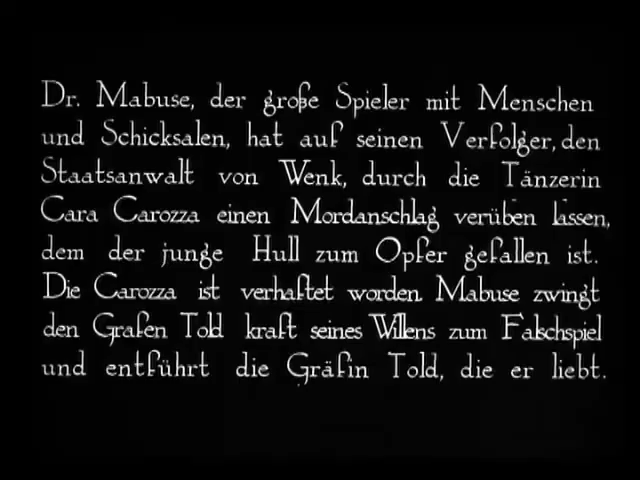 Dr. Mabuse, der große Spieler mit Menschen
und Schicksalen, hat auf seinen Verfolger, den
Staatsanwalt von Wenk, durch die Tänzerin
Cara Carozza einen Mordanschlag verüben lassen,
dem der junge Hull zum Opfer gefallen ist.
Die Carozza ist verhaftet worden. Mabuse zwingt
den Grafen Told kraft seines Willens zum Falschspiel
und entführt die Gräfin Told, die er liebt.